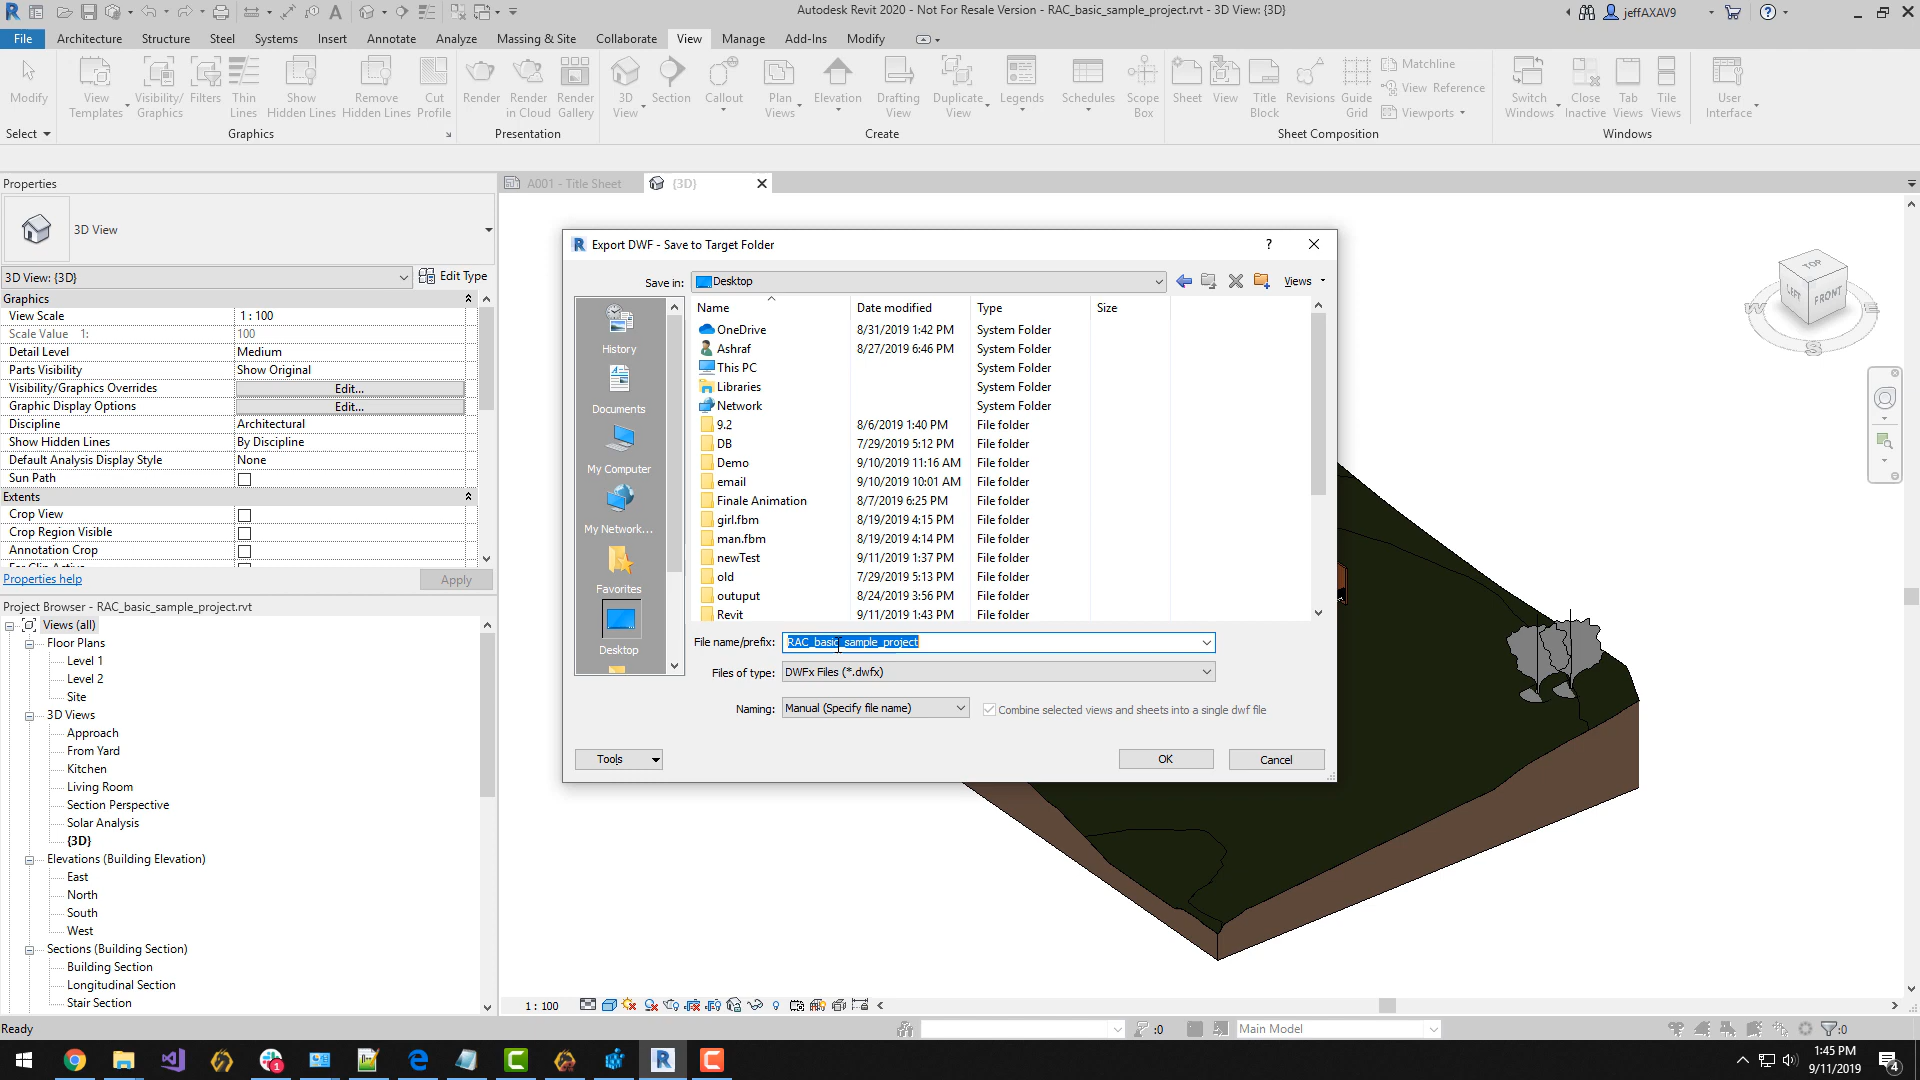 Autodesk Revit 2020 - Not For Resale Version - RAC_basic_sample_project.rvt - 3D View: {3D}
jeffAXAV9
File Architecture Structure Steel Systems Insert Annotate Analyze Massing & Site Collaborate View Manage Add-Ins Modify
Modify
View Templates
Visibility/ Graphics
Filters
Thin Lines
Show Hidden Lines
Remove Hidden Lines
Cut Profile
Render
Render in Cloud
Render Gallery
3D View
Section
Callout
Plan Views
Elevation
Drafting View
Duplicate View
Legends
Schedules
Scope Box
Sheet
View
Title Block
Revisions
Guide Grid
Matchline
View Reference
Viewports
Switch Windows
Close Inactive
Tab Views
Tile Views
User Interface
Select Graphics Presentation Create Sheet Composition Windows
Properties
A001 - Title Sheet
{3D}
3D View
3D View: {3D}
Edit Type
Graphics
View Scale 1 : 100
Scale Value 1: 100
Detail Level Medium
Parts Visibility Show Original
Visibility/Graphics Overrides Edit...
Graphic Display Options Edit...
Discipline Architectural
Show Hidden Lines By Discipline
Default Analysis Display Style None
Sun Path
Extents
Crop View
Crop Region Visible
Annotation Crop
Properties help
Apply
Project Browser - RAC_basic_sample_project.rvt
Views (all)
Floor Plans
Level 1
Level 2
Site
3D Views
Approach
From Yard
Kitchen
Living Room
Section Perspective
Solar Analysis
{3D}
Elevations (Building Elevation)
East
North
South
West
Sections (Building Section)
Building Section
Longitudinal Section
Stair Section
Export DWF - Save to Target Folder
?
Save in: Desktop
Views
History
Documents
My Computer
My Network...
Favorites
Desktop
Name Date modified Type Size
OneDrive 8/31/2019 1:42 PM System Folder
Ashraf 8/27/2019 6:46 PM System Folder
This PC System Folder
Libraries System Folder
Network System Folder
9.2 8/6/2019 1:40 PM File folder
DB 7/29/2019 5:12 PM File folder
Demo 9/10/2019 11:16 AM File folder
email 9/10/2019 10:01 AM File folder
Finale Animation 8/7/2019 6:25 PM File folder
girl.fbm 8/19/2019 4:15 PM File folder
man.fbm 8/19/2019 4:14 PM File folder
newTest 9/11/2019 1:37 PM File folder
old 7/29/2019 5:13 PM File folder
outuput 8/24/2019 3:56 PM File folder
Revit 9/11/2019 1:43 PM File folder
File name/prefix: RAC_basic_sample_project
Files of type: DWFx Files (*.dwfx)
Naming: Manual (Specify file name) Combine selected views and sheets into a single dwf file
Tools
OK
Cancel
TOP
LEFT
FRONT
W
S
E
1 : 100
Ready
:0
Main Model
:0
1:45 PM
9/11/2019
4
1